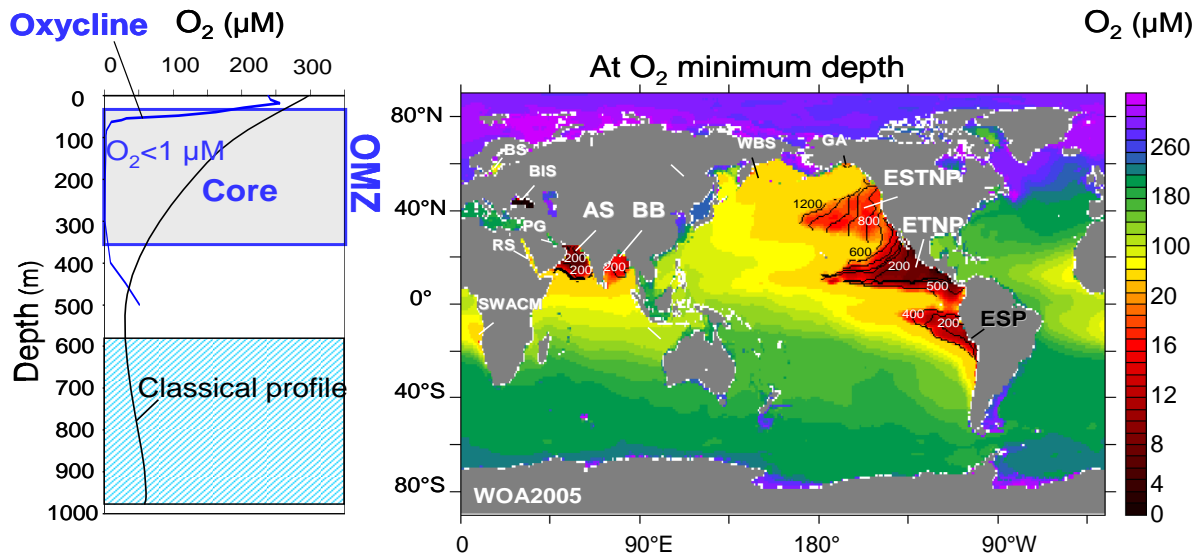 O2 (µM)
Oxycline
0 100 200 300
0
100
200
300
400
500
600
700
800
900
1000
Depth (m)
O2<1 µM
Core
OMZ
Classical profile
At O2 minimum depth
O2 (µM)
80°N
40°N
0°
40°S
80°S
0 90°E 180° 90°W
BS
BIS
PG
RS
AS BB
200
200
200
SWACM
WBS
GA
ESTNP
1200
800
600
ETNP
200
500
400
200
ESP
WOA2005
260
180
100
20
16
12
8
4
0